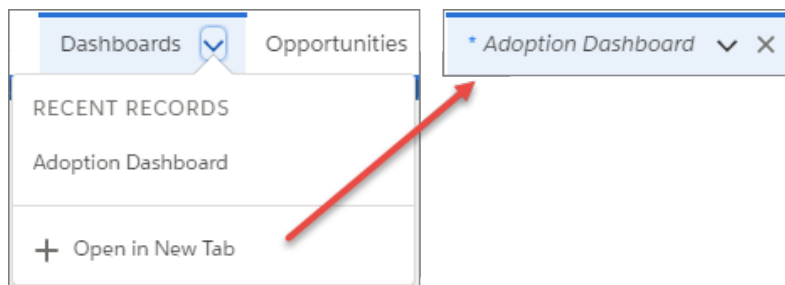 Dashboards Opportunities
RECENT RECORDS
Adoption Dashboard
+ Open in New Tab
* Adoption Dashboard